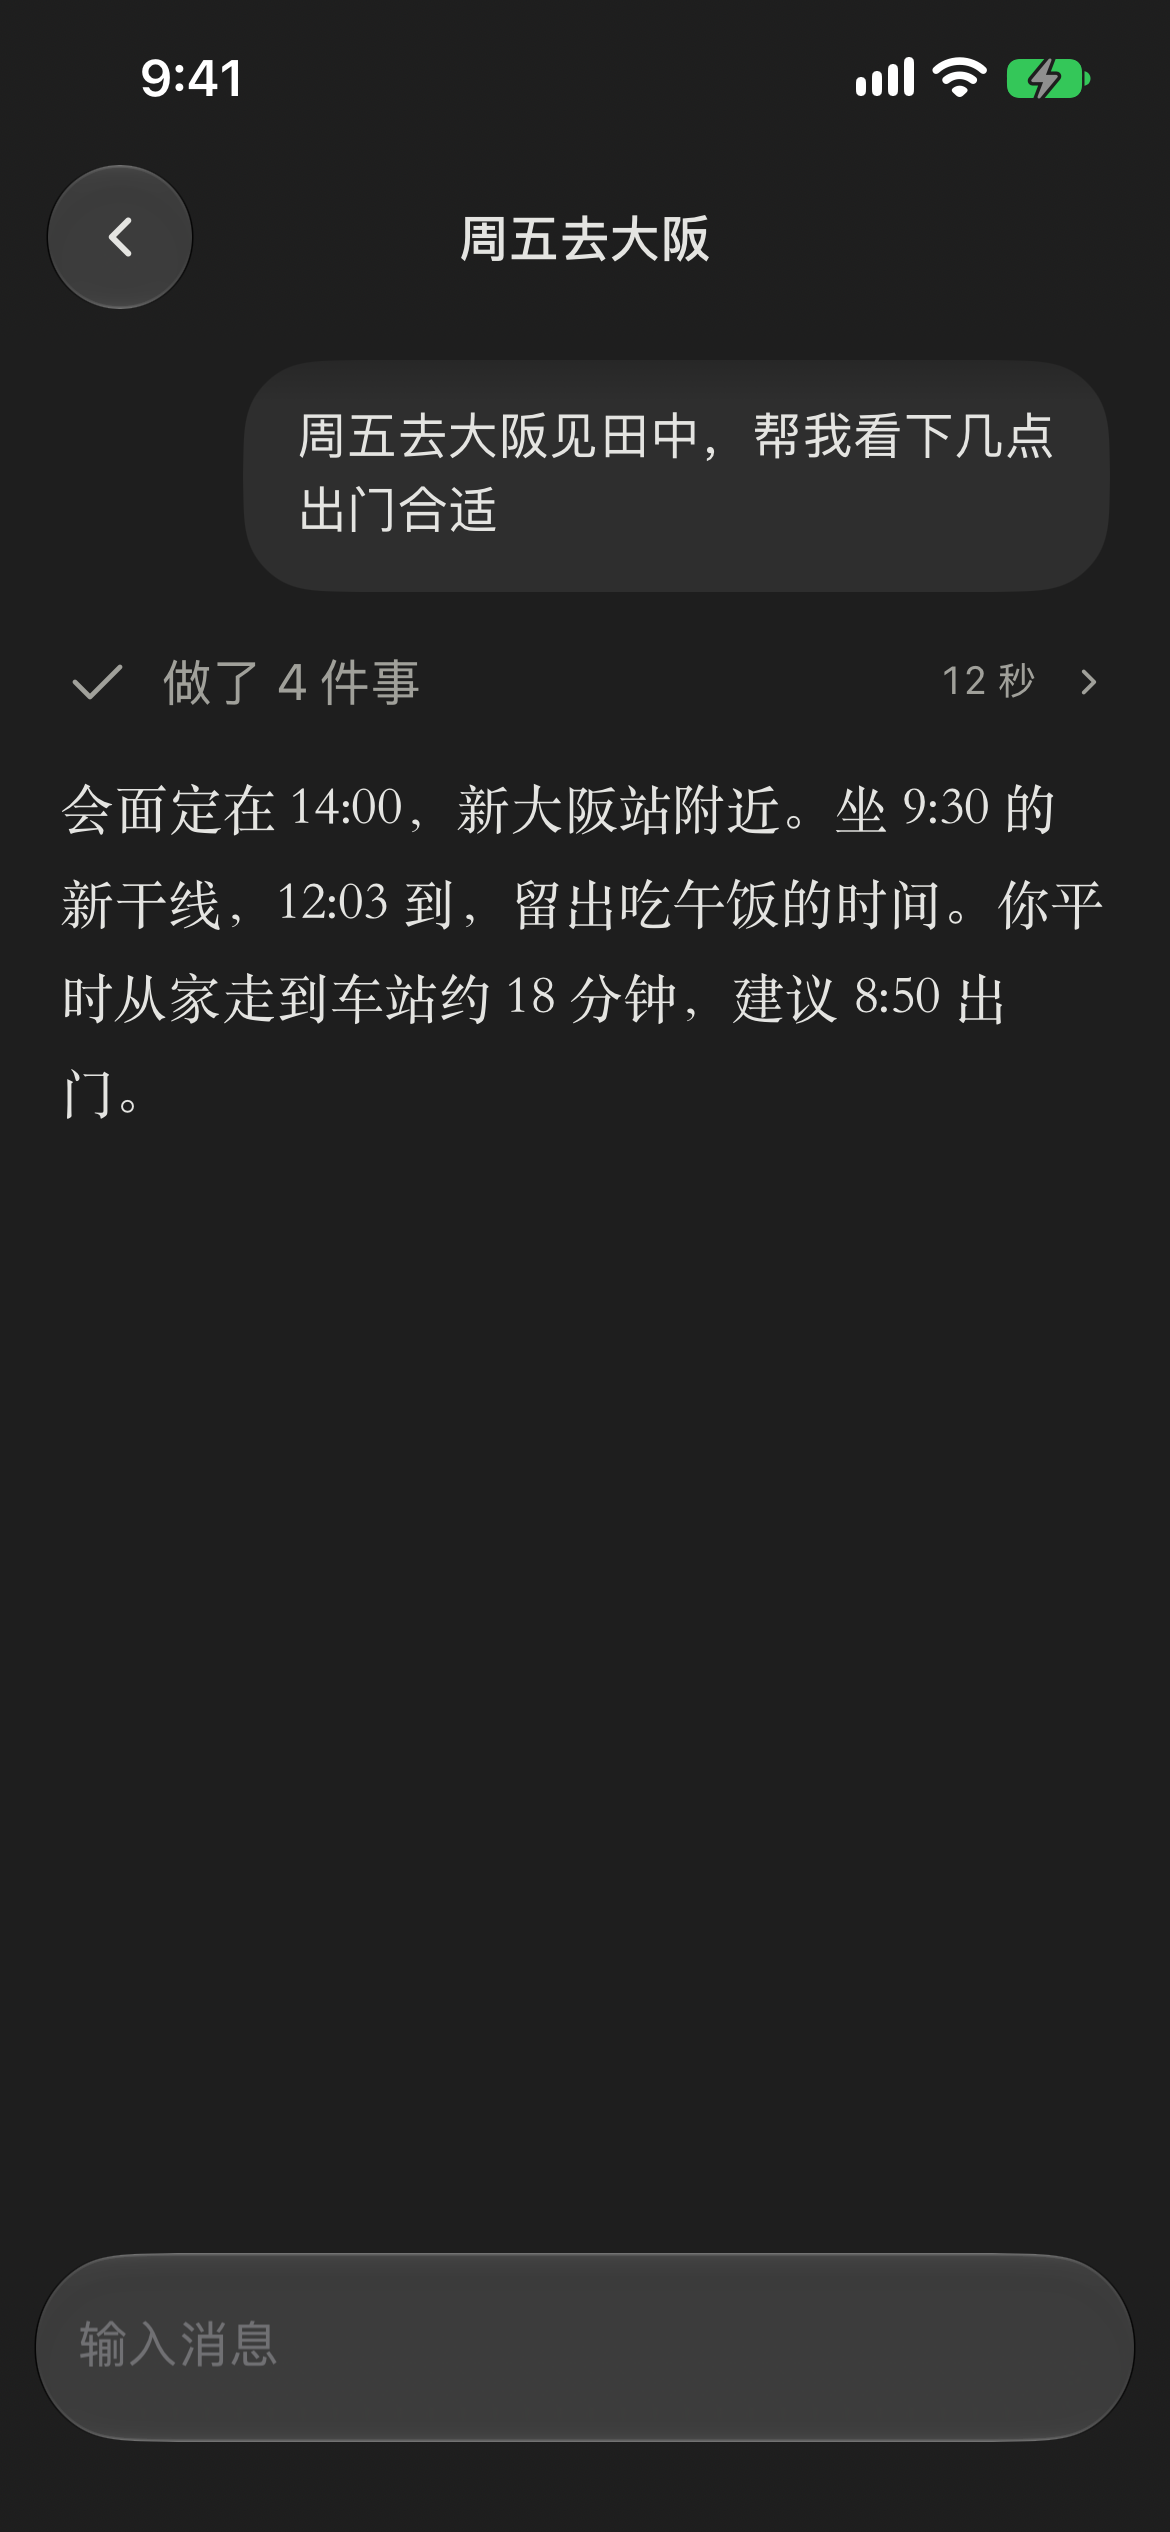 9:41
周五去大阪
周五去大阪见田中，帮我看下几点
出门合适
做了 4 件事
12 秒
会面定在 14:00，新大阪站附近。坐 9:30 的
新干线，12:03 到，留出吃午饭的时间。你平
时从家走到车站约 18 分钟，建议 8:50 出
门。
输入消息